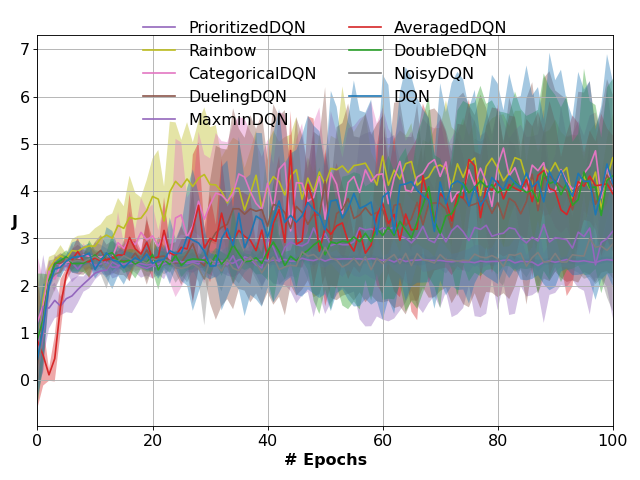 PrioritizedDQN AveragedDQN
Rainbow DoubleDQN
CategoricalDQN NoisyDQN
DuelingDQN DQN
MaxminDQN
7
6
5
4
J
3
2
1
0
0 20 40 60 80 100
# Epochs